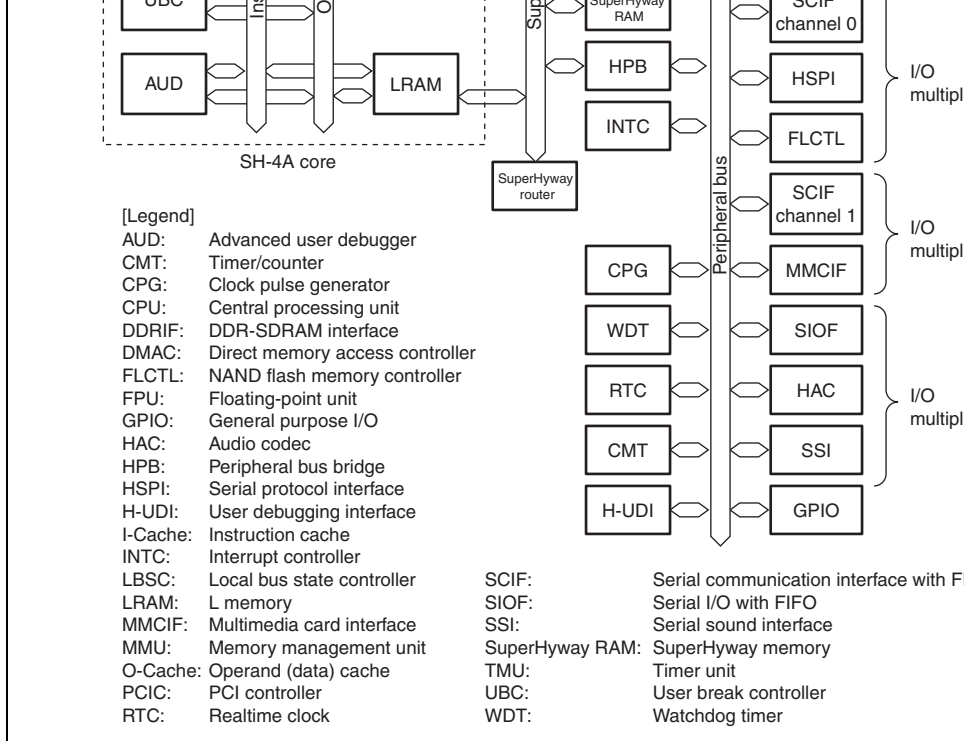 UBC
SuperHyway
RAM
SCIF
channel 0
AUD
LRAM
HPB
HSPI
I/O
INTC
FLCTL
SH-4A core
SuperHyway
router
Peripheral bus
SCIF
channel 1
I/O
CPG
MMCIF
WDT
SIOF
RTC
HAC
I/O
CMT
SSI
H-UDI
GPIO
[Legend]
AUD: Advanced user debugger
CMT: Timer/counter
CPG: Clock pulse generator
CPU: Central processing unit
DDRIF: DDR-SDRAM interface
DMAC: Direct memory access controller
FLCTL: NAND flash memory controller
FPU: Floating-point unit
GPIO: General purpose I/O
HAC: Audio codec
HPB: Peripheral bus bridge
HSPI: Serial protocol interface
H-UDI: User debugging interface
I-Cache: Instruction cache
INTC: Interrupt controller
LBSC: Local bus state controller
LRAM: L memory
MMCIF: Multimedia card interface
MMU: Memory management unit
O-Cache: Operand (data) cache
PCIC: PCI controller
RTC: Realtime clock
SCIF: Serial communication interface with
SIOF: Serial I/O with FIFO
SSI: Serial sound interface
SuperHyway RAM: SuperHyway memory
TMU: Timer unit
UBC: User break controller
WDT: Watchdog timer